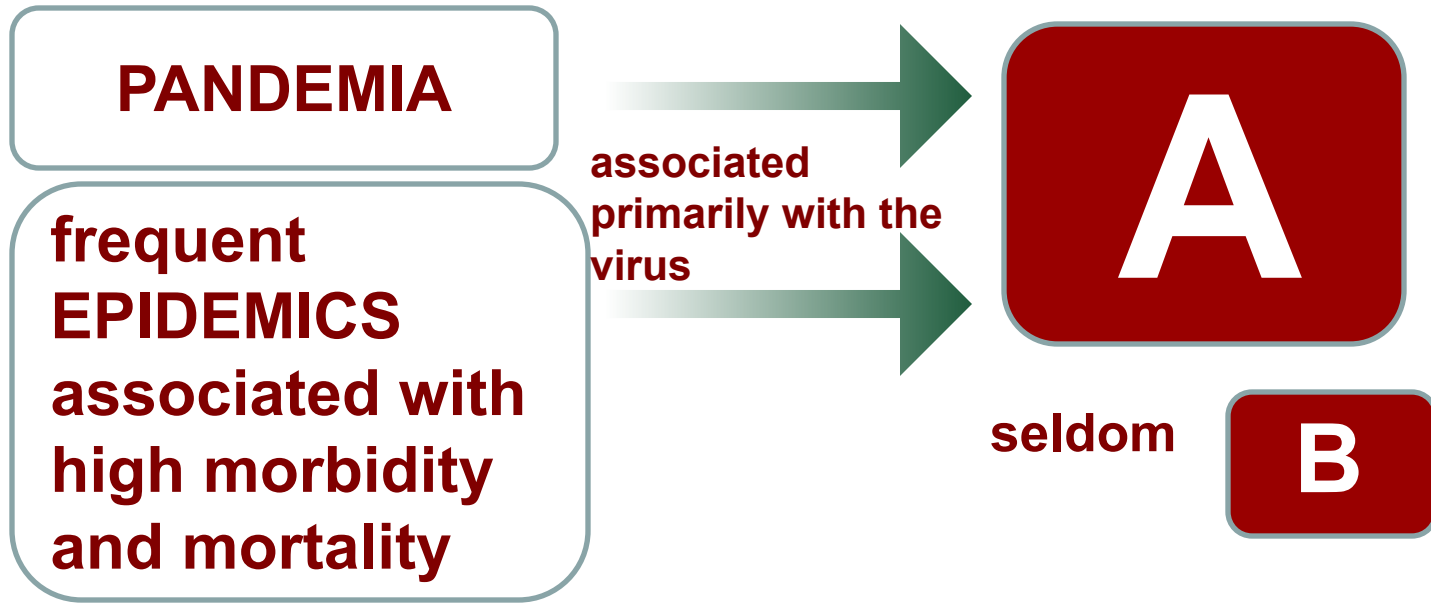 PANDEMIA
frequent
EPIDEMICS
associated with
high morbidity
and mortality
associated
primarily with the
virus
A
seldom
B